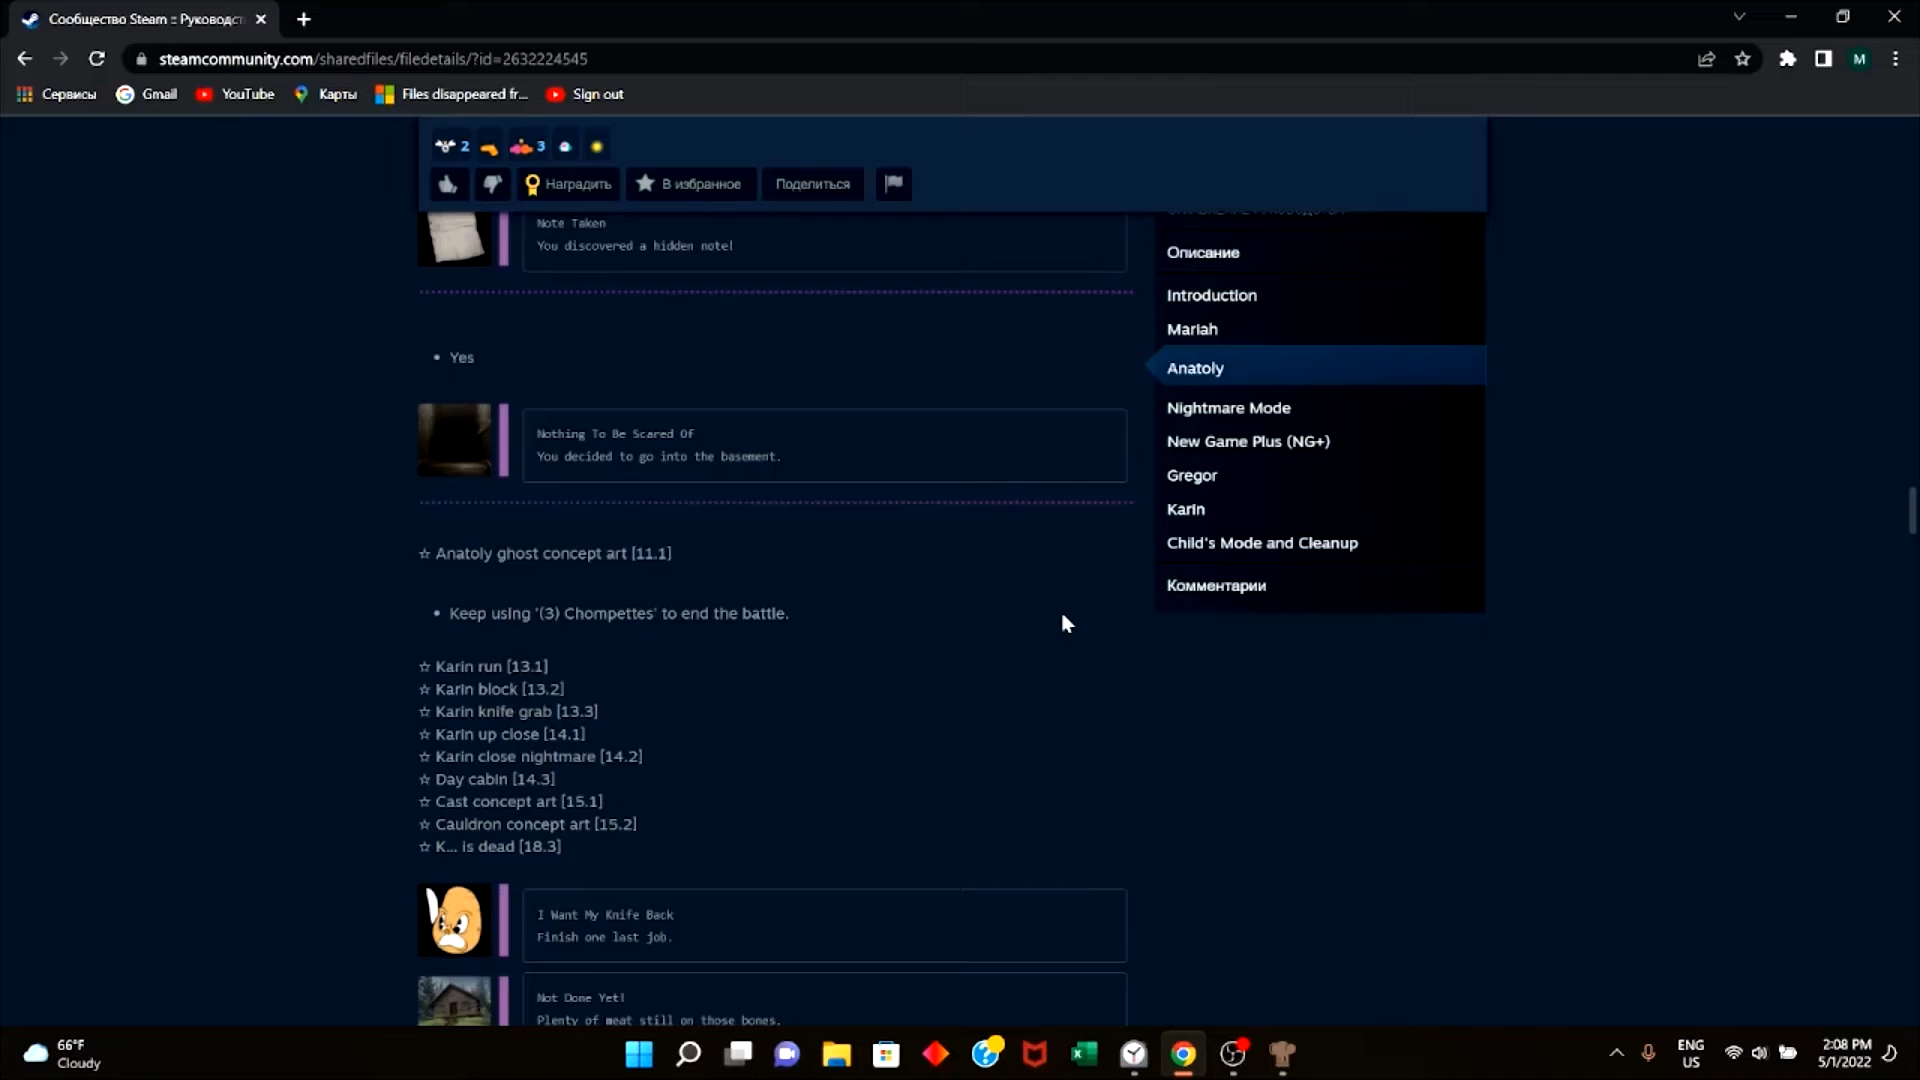 Сообщество Steam :: Руководст
steamcommunity.com/sharedfiles/filedetails/?id=2632224545
M
Сервисы
Gmail
YouTube
Карты
Files disappeared fr...
Sign out
2
3
Наградить
В избранное
Поделиться
Note Taken
You discovered a hidden note!
• Yes
Nothing To Be Scared Of
You decided to go into the basement.
☆ Anatoly ghost concept art [11.1]
• Keep using '(3) Chompettes' to end the battle.
☆ Karin run [13.1]
☆ Karin block [13.2]
☆ Karin knife grab [13.3]
☆ Karin up close [14.1]
☆ Karin close nightmare [14.2]
☆ Day cabin [14.3]
☆ Cast concept art [15.1]
☆ Cauldron concept art [15.2]
☆ K... is dead [18.3]
I Want My Knife Back
Finish one last job.
Not Done Yet!
Plenty of meat still on those bones.
Описание
Introduction
Mariah
Anatoly
Nightmare Mode
New Game Plus (NG+)
Gregor
Karin
Child's Mode and Cleanup
Комментарии
66°F
Cloudy
ENG
US
2:08 PM
5/1/2022